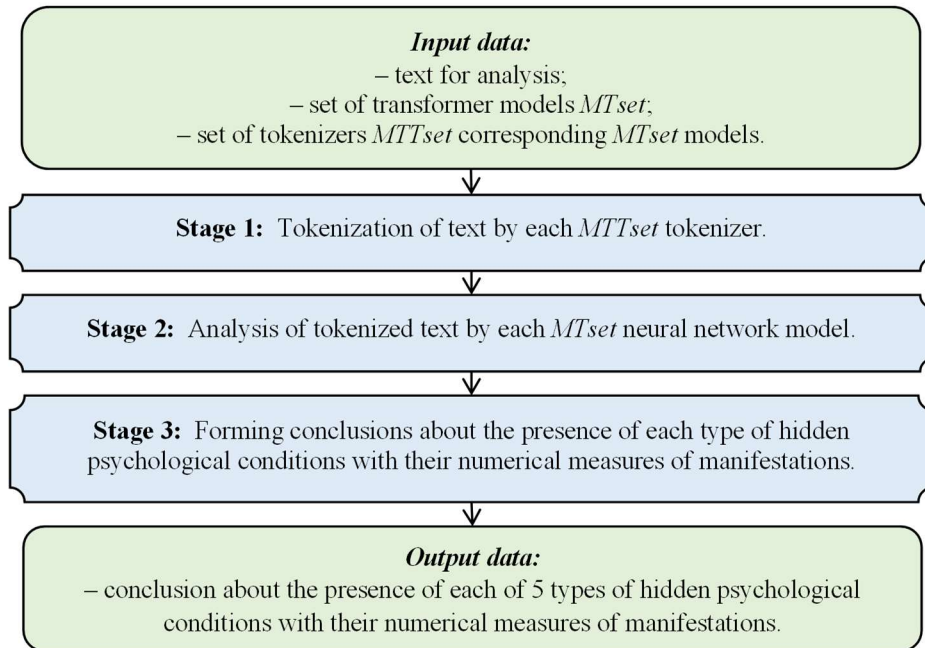 Input data:
– text for analysis;
– set of transformer models MTset;
– set of tokenizers MTTset corresponding MTset models.
Stage 1: Tokenization of text by each MTTset tokenizer.
Stage 2: Analysis of tokenized text by each MTset neural network model.
Stage 3: Forming conclusions about the presence of each type of hidden
psychological conditions with their numerical measures of manifestations.
Output data:
– conclusion about the presence of each of 5 types of hidden psychological
conditions with their numerical measures of manifestations.